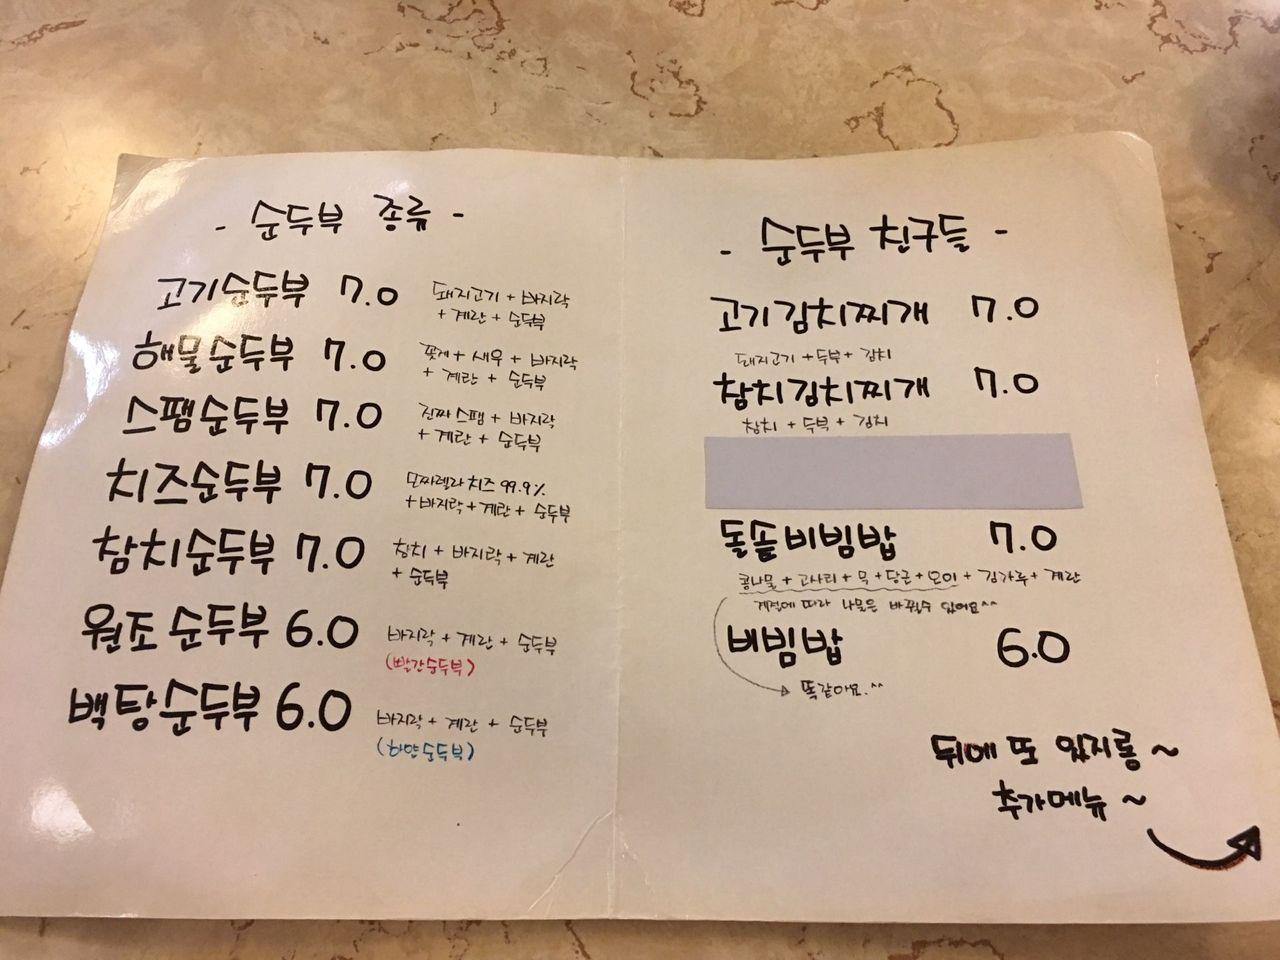 - 순두부 종류 -
고기순두부 7.0
돼지고기 + 바지락
+ 계란 + 순두부
해물순두부 7.0
꽃게 + 새우 + 바지락
+ 계란 + 순두부
스팸순두부 7.0
진짜 스팸 + 바지락
+ 계란 + 순두부
치즈순두부 7.0
모짜렐라 치즈 99.9%
+ 바지락 + 계란 + 순두부
참치순두부 7.0
참치 + 바지락 + 계란
+ 순두부
원조순두부 6.0
바지락 + 계란 + 순두부
(빨간순두부)
백탕순두부 6.0
바지락 + 계란 + 순두부
(하얀순두부)
- 순두부 친구들 -
고기김치찌개 7.0
돼지고기 + 두부 + 김치
참치김치찌개 7.0
참치 + 두부 + 김치
돌솥비빔밥 7.0
콩나물 + 고사리 + 무 + 당근 + 오이 + 김가루 + 계란
계절에 따라 나물은 바뀔수 있어요^^
비빔밥 6.0
똑같아요.^^
뒤에 또 있지롱~
추가메뉴~